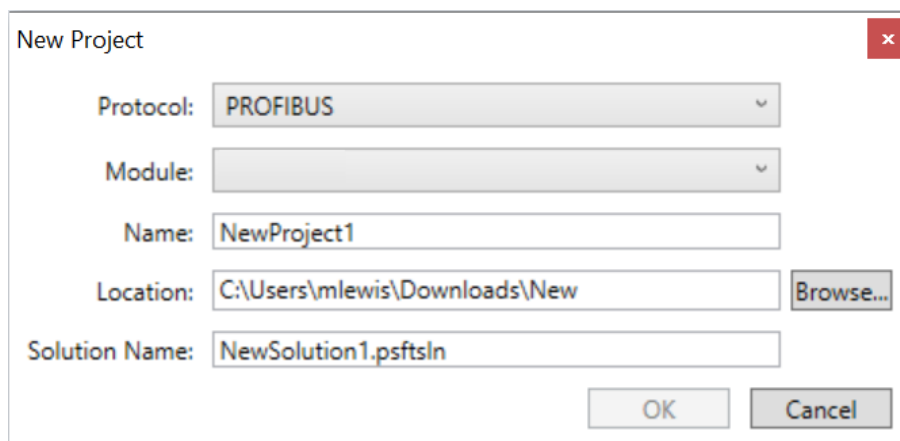 New Project
Protocol: PROFIBUS
Module:
Name: NewProject1
Location: C:\Users\mlewis\Downloads\New Browse...
Solution Name: NewSolution1.psftsln
OK Cancel